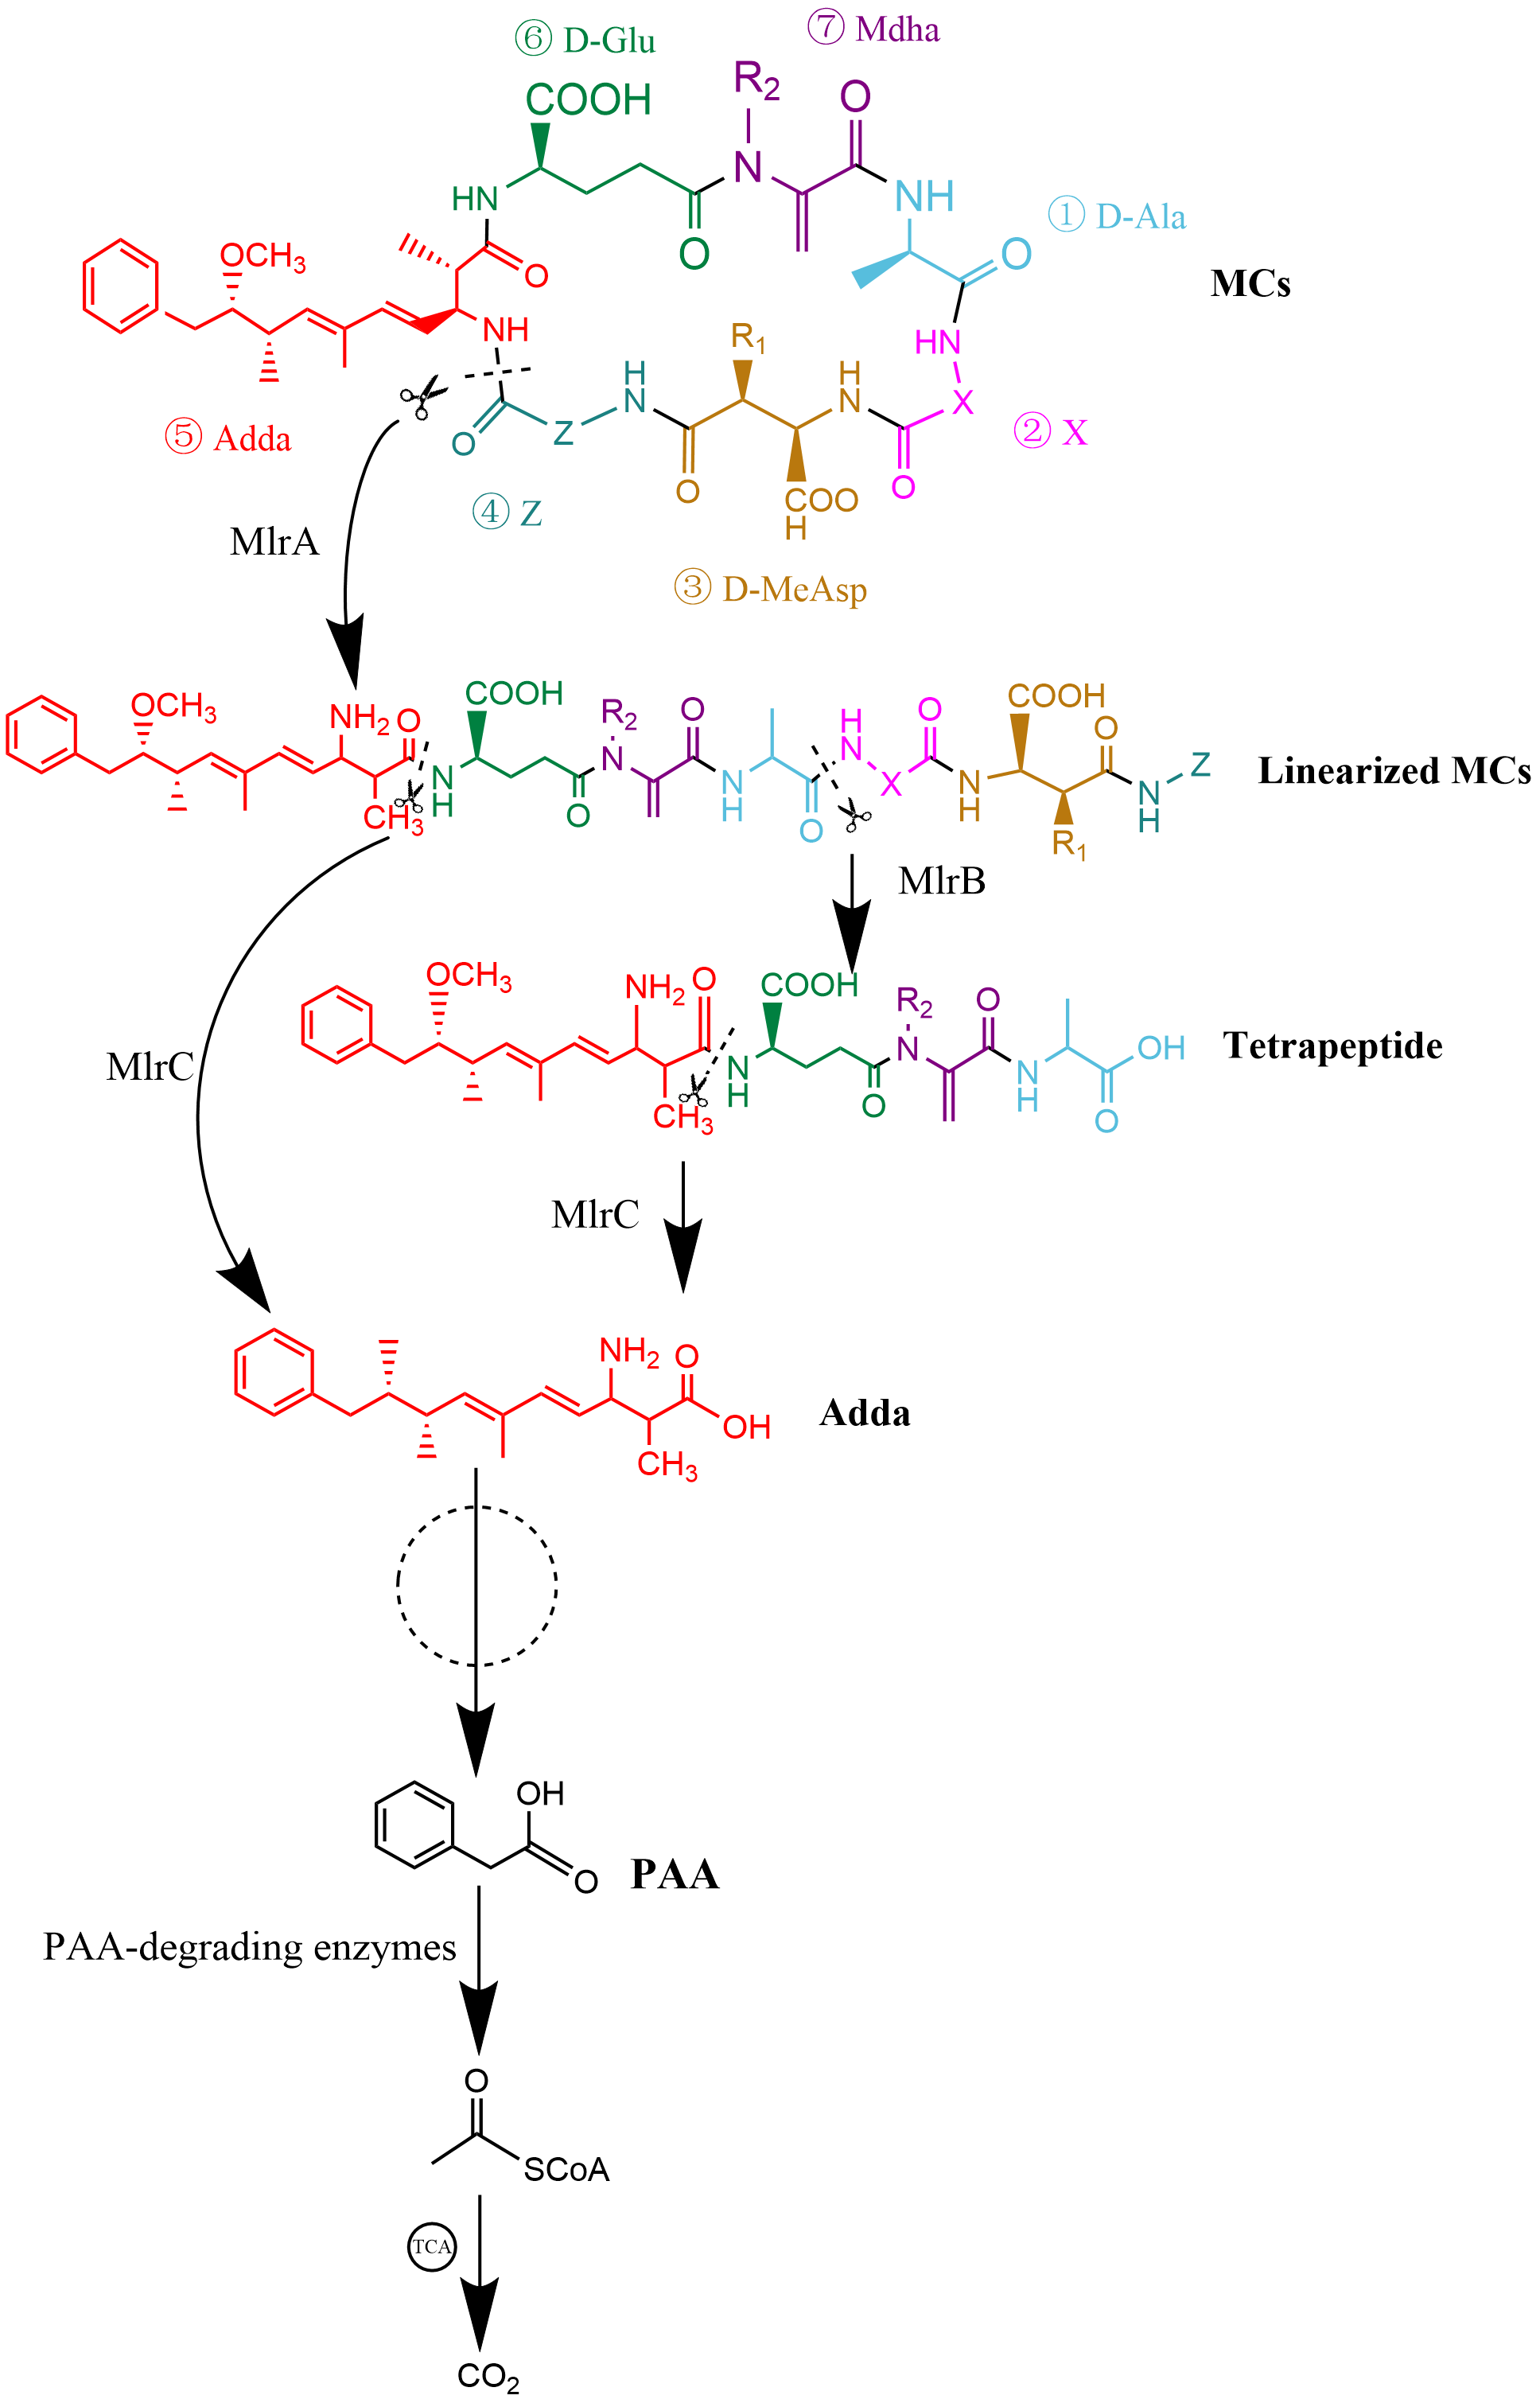 ⑥ D-Glu
⑦ Mdha
COOH
R2
O
HN
N
NH
① D-Ala
O
O
O
OCH3
MCs
NH
HN
R1
H
N
H
N
X
② X
O
Z
⑤ Adda
O
O
COO
H
④ Z
MlrA
③ D-MeAsp
COOH
COOH
OCH3
NH2
O
R2
O
H
N
O
O
N
Z
Linearized MCs
N
H
N
H
X
N
H
N
H
CH3
O
O
R1
MlrB
OCH3
NH2
O
COOH
R2
O
N
OH
Tetrapeptide
MlrC
N
H
N
H
CH3
O
O
MlrC
NH2
O
OH
Adda
CH3
OH
O
PAA
PAA-degrading enzymes
O
SCoA
TCA
CO2